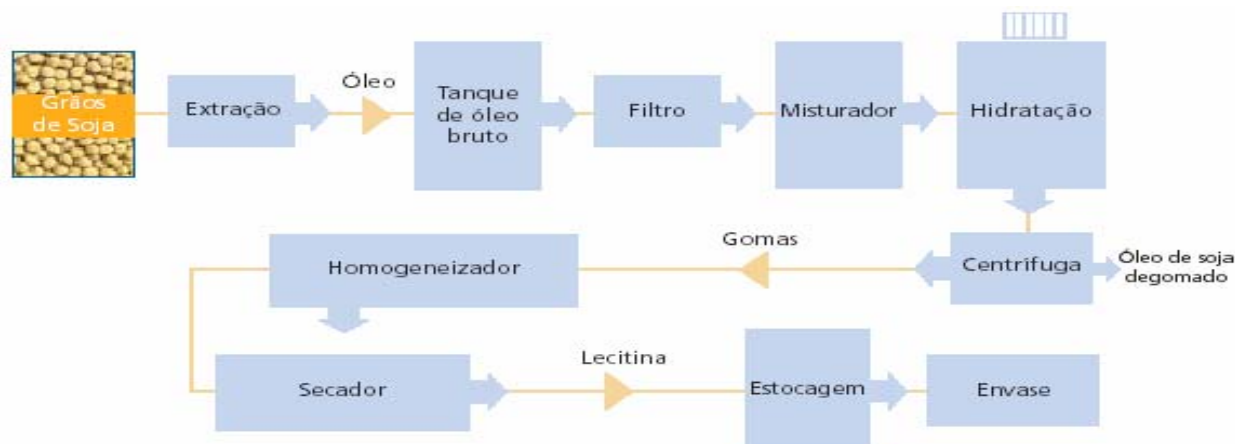 Grãos
de Soja
Extração
Óleo
Tanque
de óleo
bruto
Filtro
Misturador
Hidratação
Centrífuga
Óleo de soja
degomado
Gomas
Homogeneizador
Secador
Lecitina
Estocagem
Envase